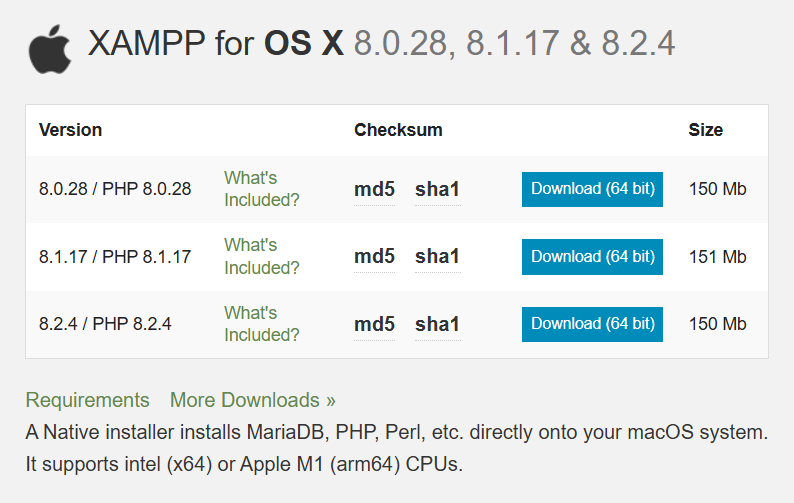 XAMPP for OS X 8.0.28, 8.1.17 & 8.2.4
Version Checksum Size
8.0.28 / PHP 8.0.28 What's Included? md5 sha1 Download (64 bit) 150 Mb
8.1.17 / PHP 8.1.17 What's Included? md5 sha1 Download (64 bit) 151 Mb
8.2.4 / PHP 8.2.4 What's Included? md5 sha1 Download (64 bit) 150 Mb
Requirements More Downloads »
A Native installer installs MariaDB, PHP, Perl, etc. directly onto your macOS system.
It supports intel (x64) or Apple M1 (arm64) CPUs.